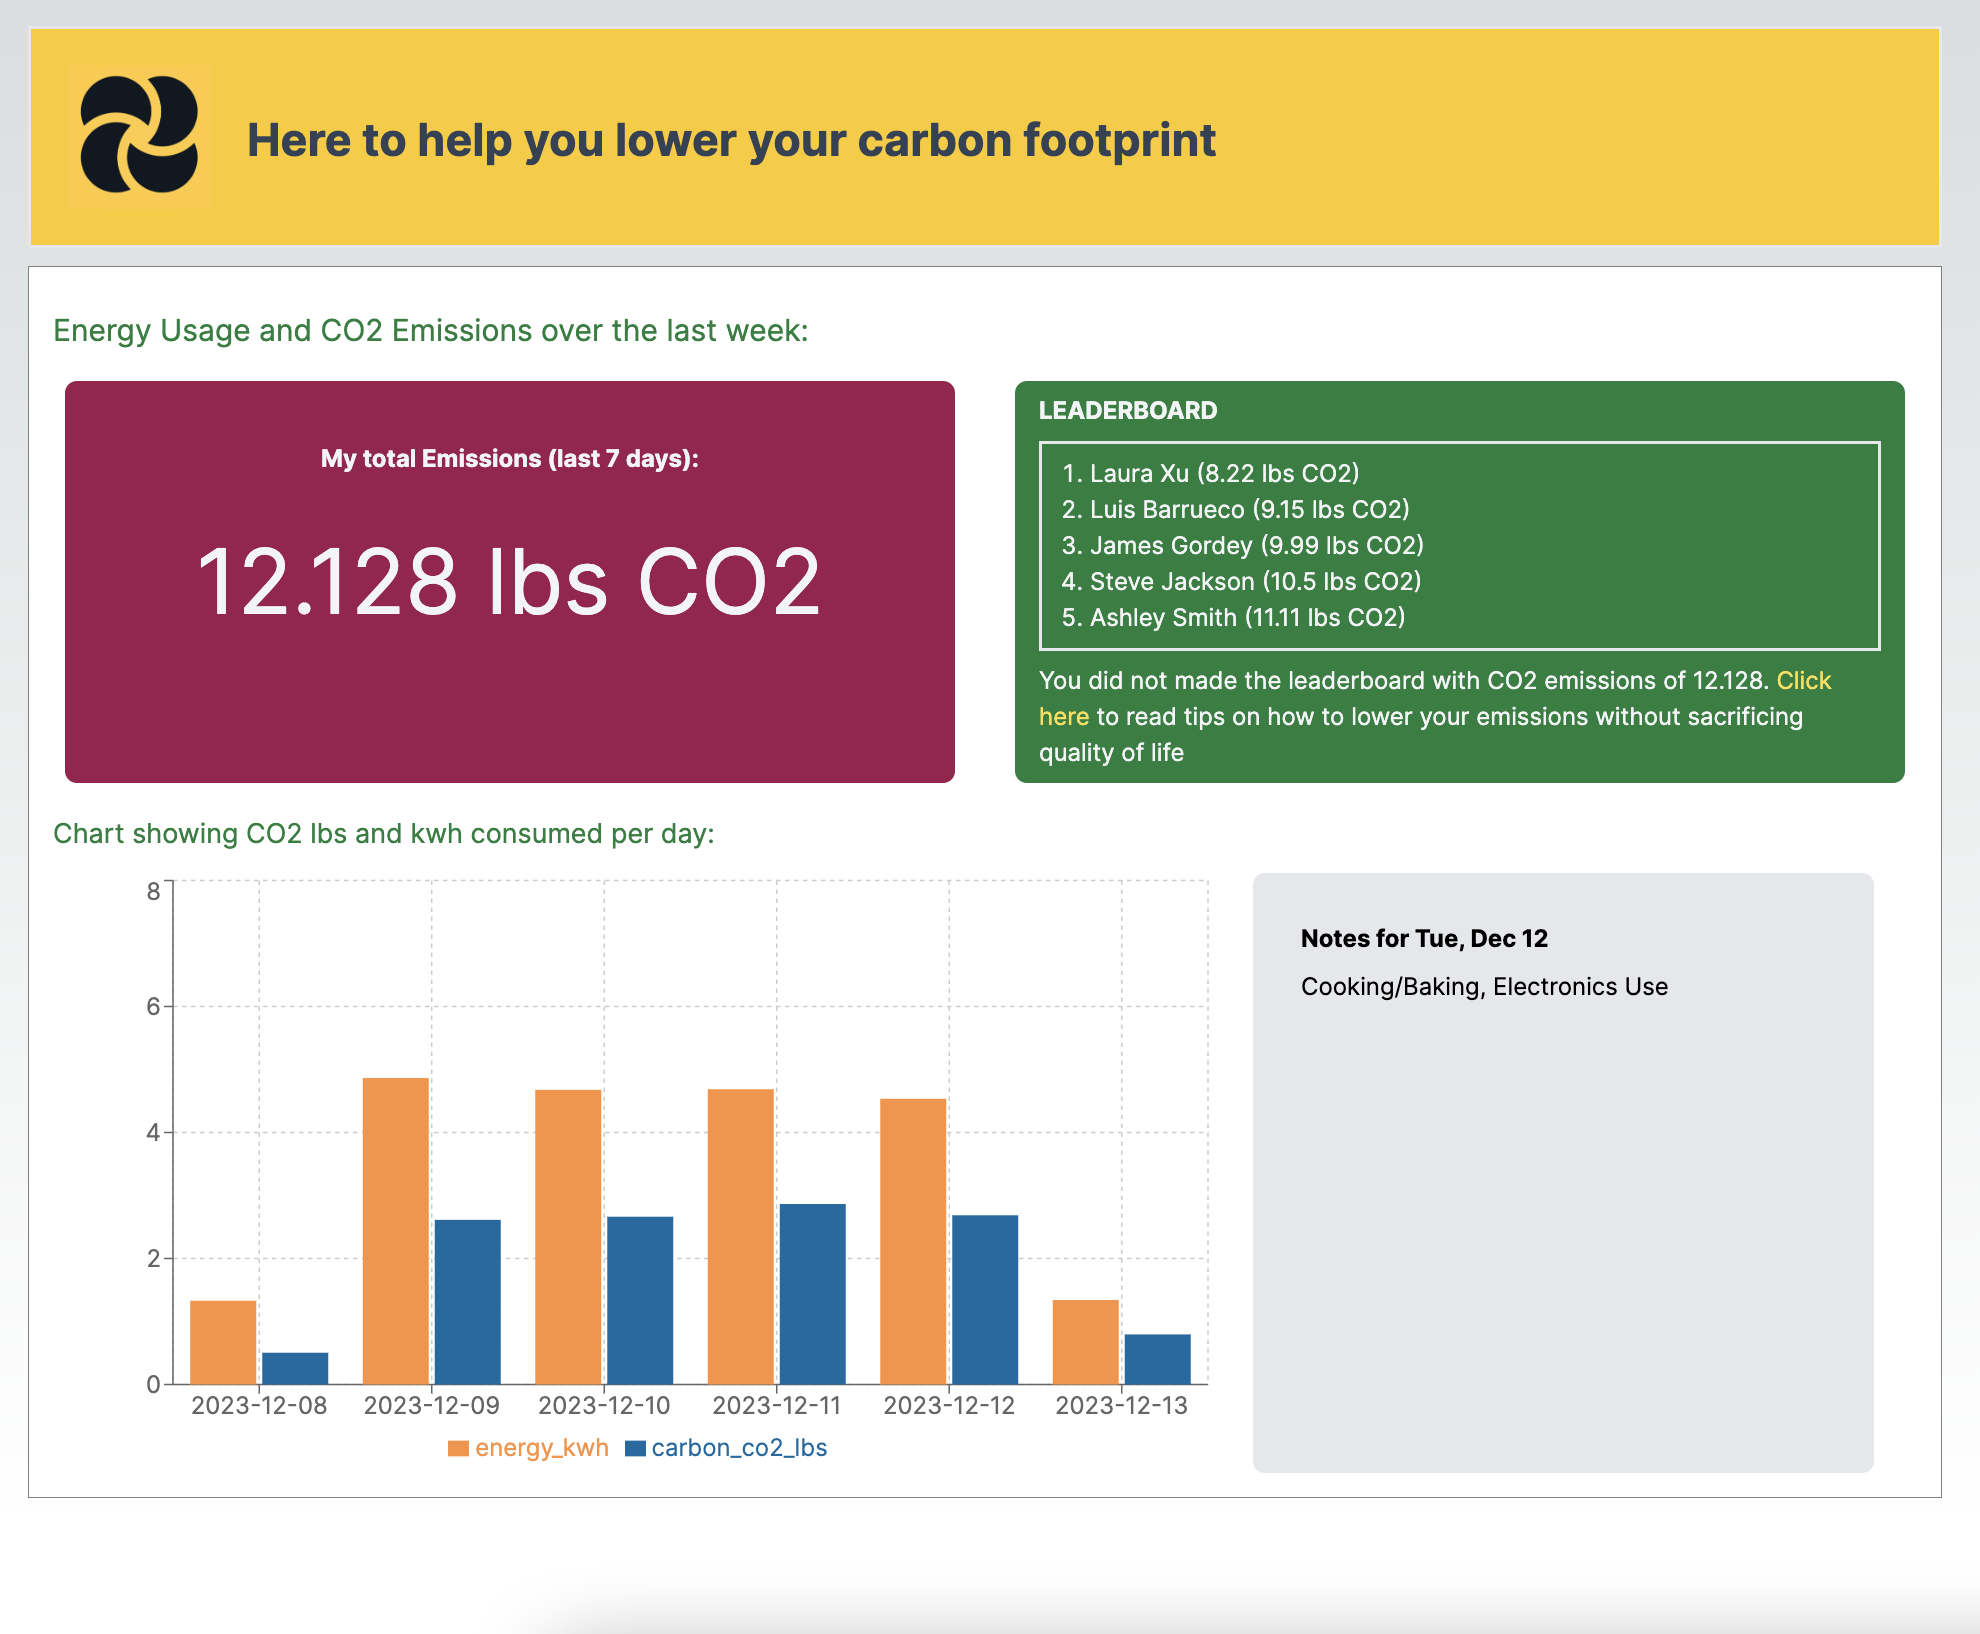 Here to help you lower your carbon footprint
Energy Usage and CO2 Emissions over the last week:
My total Emissions (last 7 days):
12.128 lbs CO2
LEADERBOARD
1. Laura Xu (8.22 lbs CO2)
2. Luis Barrueco (9.15 lbs CO2)
3. James Gordey (9.99 lbs CO2)
4. Steve Jackson (10.5 lbs CO2)
5. Ashley Smith (11.11 lbs CO2)
You did not made the leaderboard with CO2 emissions of 12.128. Click
here to read tips on how to lower your emissions without sacrificing
quality of life
Chart showing CO2 lbs and kwh consumed per day:
8
6
4
2
0
2023-12-08 2023-12-09 2023-12-10 2023-12-11 2023-12-12 2023-12-13
energy_kwh carbon_co2_lbs
Notes for Tue, Dec 12
Cooking/Baking, Electronics Use